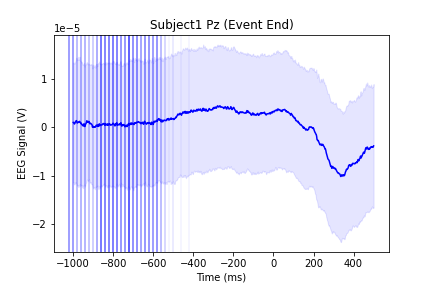 Subject1 Pz (Event End)
1e−5
EEG Signal (V)
1
0
−1
−2
−1000 −800 −600 −400 −200 0 200 400
Time (ms)